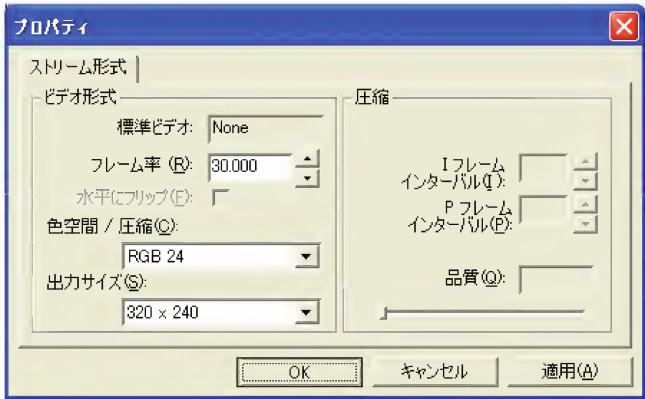 プロパティ
ストリーム形式
ビデオ形式
標準ビデオ: None
フレーム率 (R): 30.000
水平にフリップ(F):
色空間 / 圧縮(C):
RGB 24
出力サイズ(S):
320 x 240
圧縮
I フレーム
インターバル(I):
P フレーム
インターバル(P):
品質(Q):
OK キャンセル 適用(A)